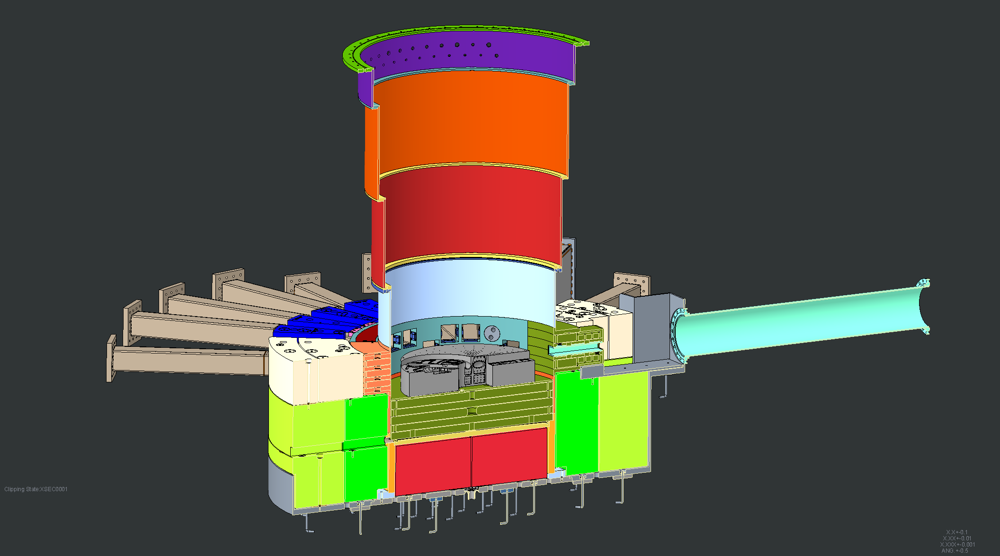 Clipping State:XSEC0001
X.X+-0.1
X.XX+-0.01
X.XXX+-0.001
ANG.+-0.5